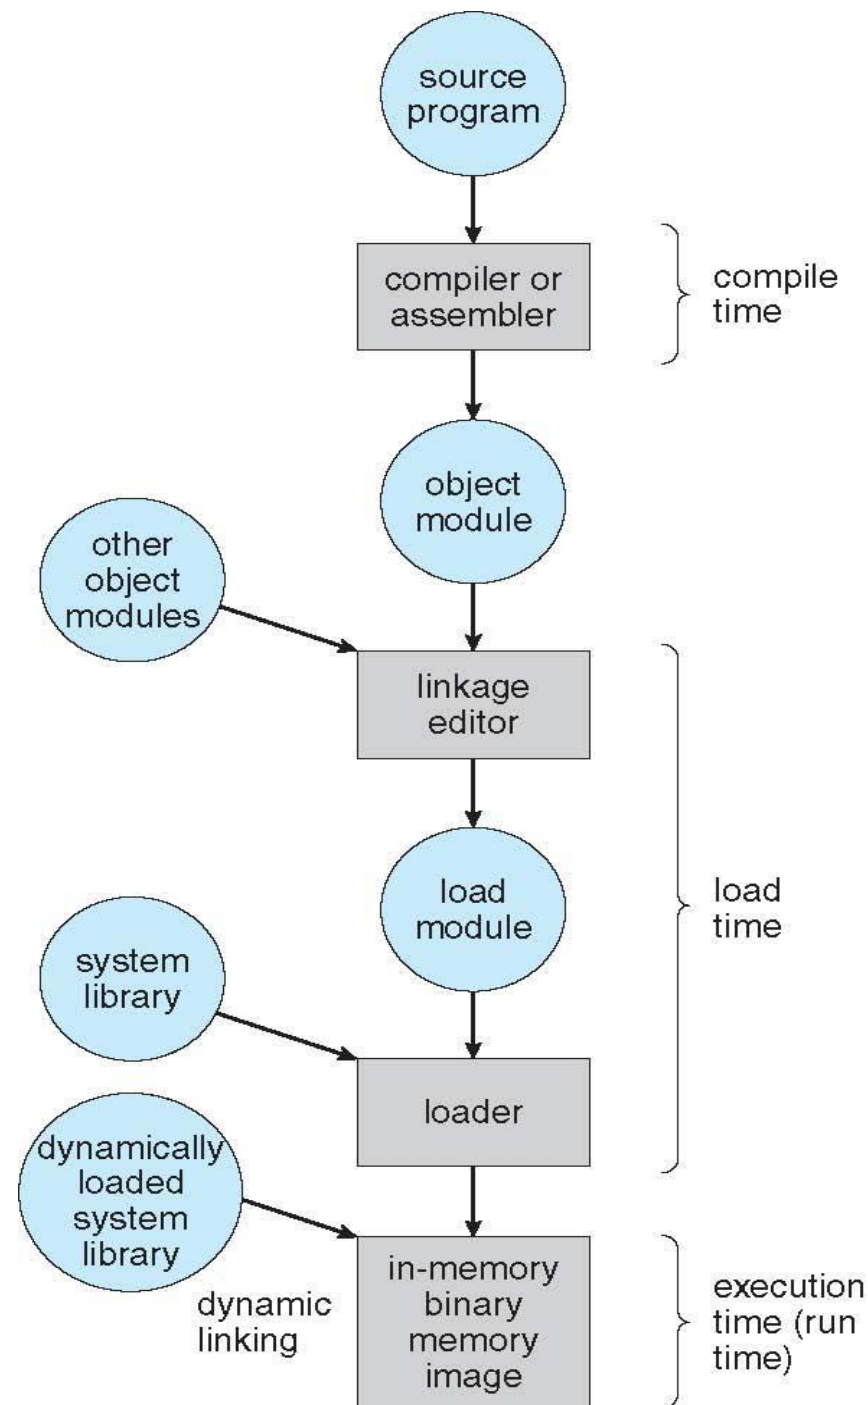 source
program
compiler or
assembler
compile
time
object
module
other
object
modules
linkage
editor
load
module
load
time
system
library
loader
dynamically
loaded
system
library
dynamic
linking
in-memory
binary
memory
image
execution
time (run
time)